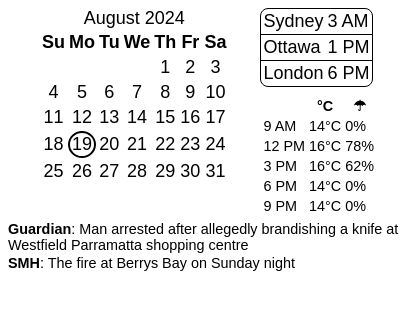 August 2024
Su Mo Tu We Th Fr Sa
1 2 3
4 5 6 7 8 9 10
11 12 13 14 15 16 17
18 19 20 21 22 23 24
25 26 27 28 29 30 31
Sydney 3 AM
Ottawa 1 PM
London 6 PM
°C ☂
9 AM 14°C 0%
12 PM 16°C 78%
3 PM 16°C 62%
6 PM 14°C 0%
9 PM 14°C 0%
Guardian: Man arrested after allegedly brandishing a knife at
Westfield Parramatta shopping centre
SMH: The fire at Berrys Bay on Sunday night